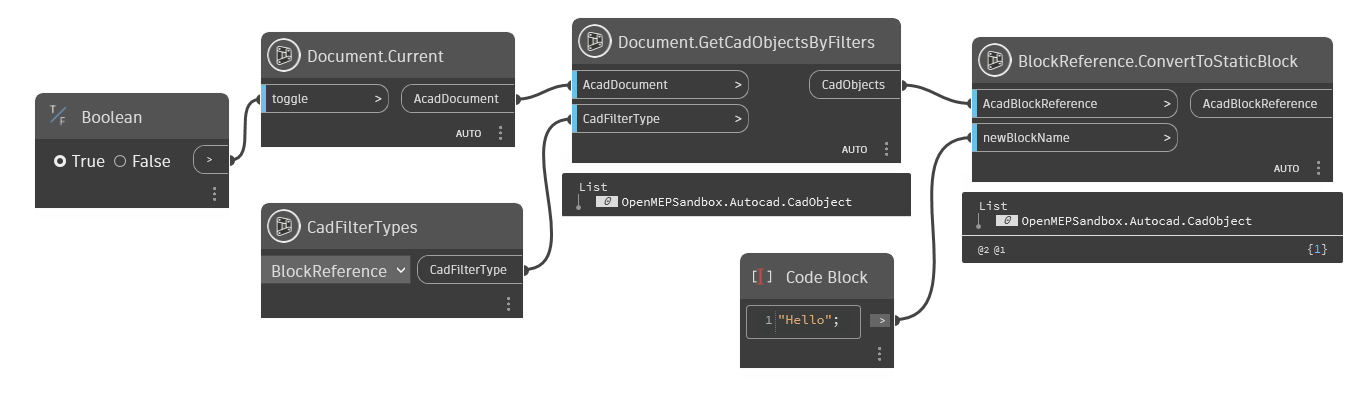 Boolean
True
False
>
Document.Current
toggle >
AcadDocument
AUTO
CadFilterTypes
BlockReference
CadFilterType
Document.GetCadObjectsByFilters
AcadDocument >
CadObjects
CadFilterType >
AUTO
List
0 OpenMEPSandbox.Autocad.CadObject
Code Block
1 "Hello";
>
BlockReference.ConvertToStaticBlock
AcadBlockReference >
AcadBlockReference
newBlockName >
AUTO
List
0 OpenMEPSandbox.Autocad.CadObject
@2 @1 {1}